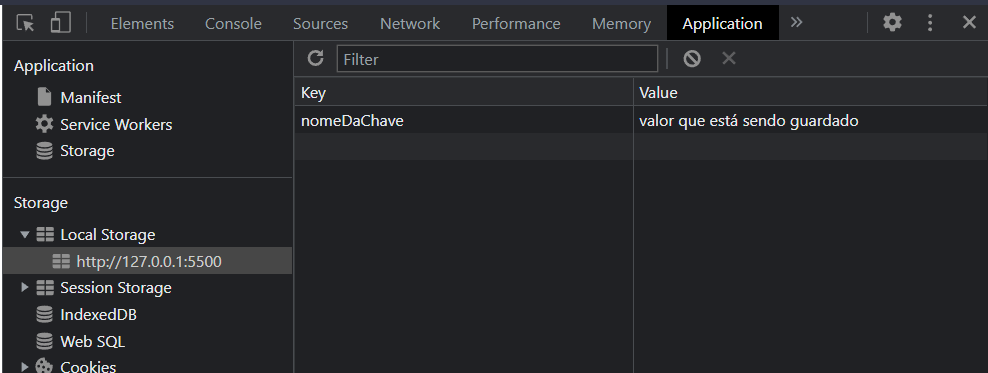 Elements Console Sources Network Performance Memory Application »
Application
Manifest
Service Workers
Storage
Storage
Local Storage
http://127.0.0.1:5500
Session Storage
IndexedDB
Web SQL
Cookies
Filter
Key Value
nomeDaChave valor que está sendo guardado